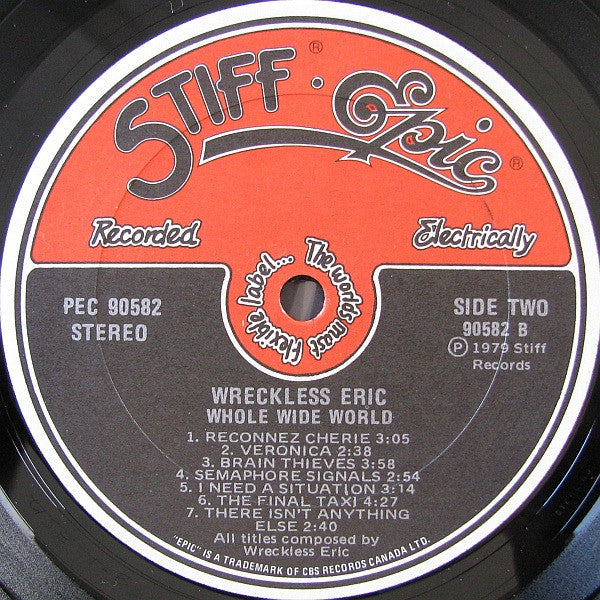 STIFF® · Epic®
Recorded Electrically
The worlds most flexible label...
PEC 90582
STEREO
SIDE TWO
90582 B
Ⓟ 1979 Stiff
Records
WRECKLESS ERIC
WHOLE WIDE WORLD
1. RECONNEZ CHERIE 3:05
2. VERONICA 2:38
3. BRAIN THIEVES 3:58
4. SEMAPHORE SIGNALS 2:54
5. I NEED A SITUATION 3:14
6. THE FINAL TAXI 4:27
7. THERE ISN'T ANYTHING
ELSE 2:40
All titles composed by
Wreckless Eric
"EPIC" IS A TRADEMARK OF CBS RECORDS CANADA LTD.